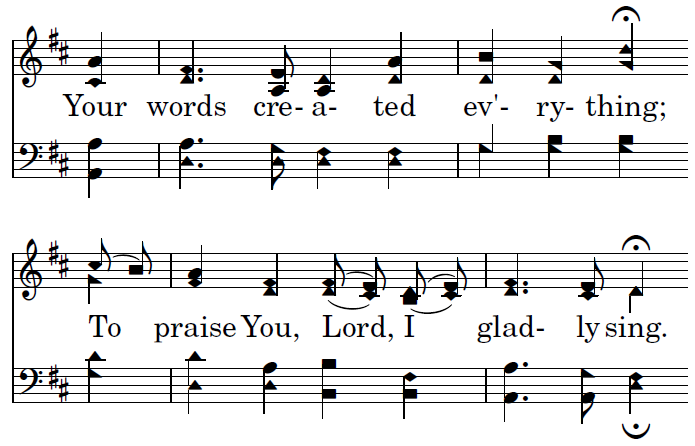 Your words cre- a- ted ev'- ry- thing;
To praise You, Lord, I glad- ly sing.